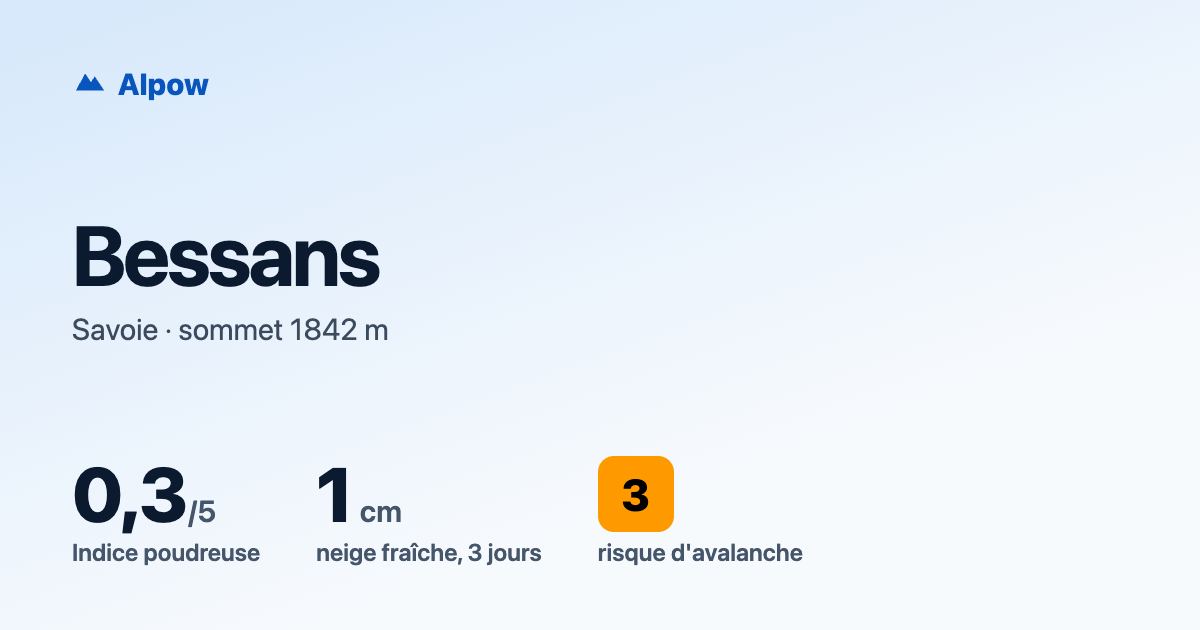 Alpow
Bessans
Savoie · sommet 1842 m
0,3/5
Indice poudreuse
1 cm
neige fraîche, 3 jours
3
risque d'avalanche